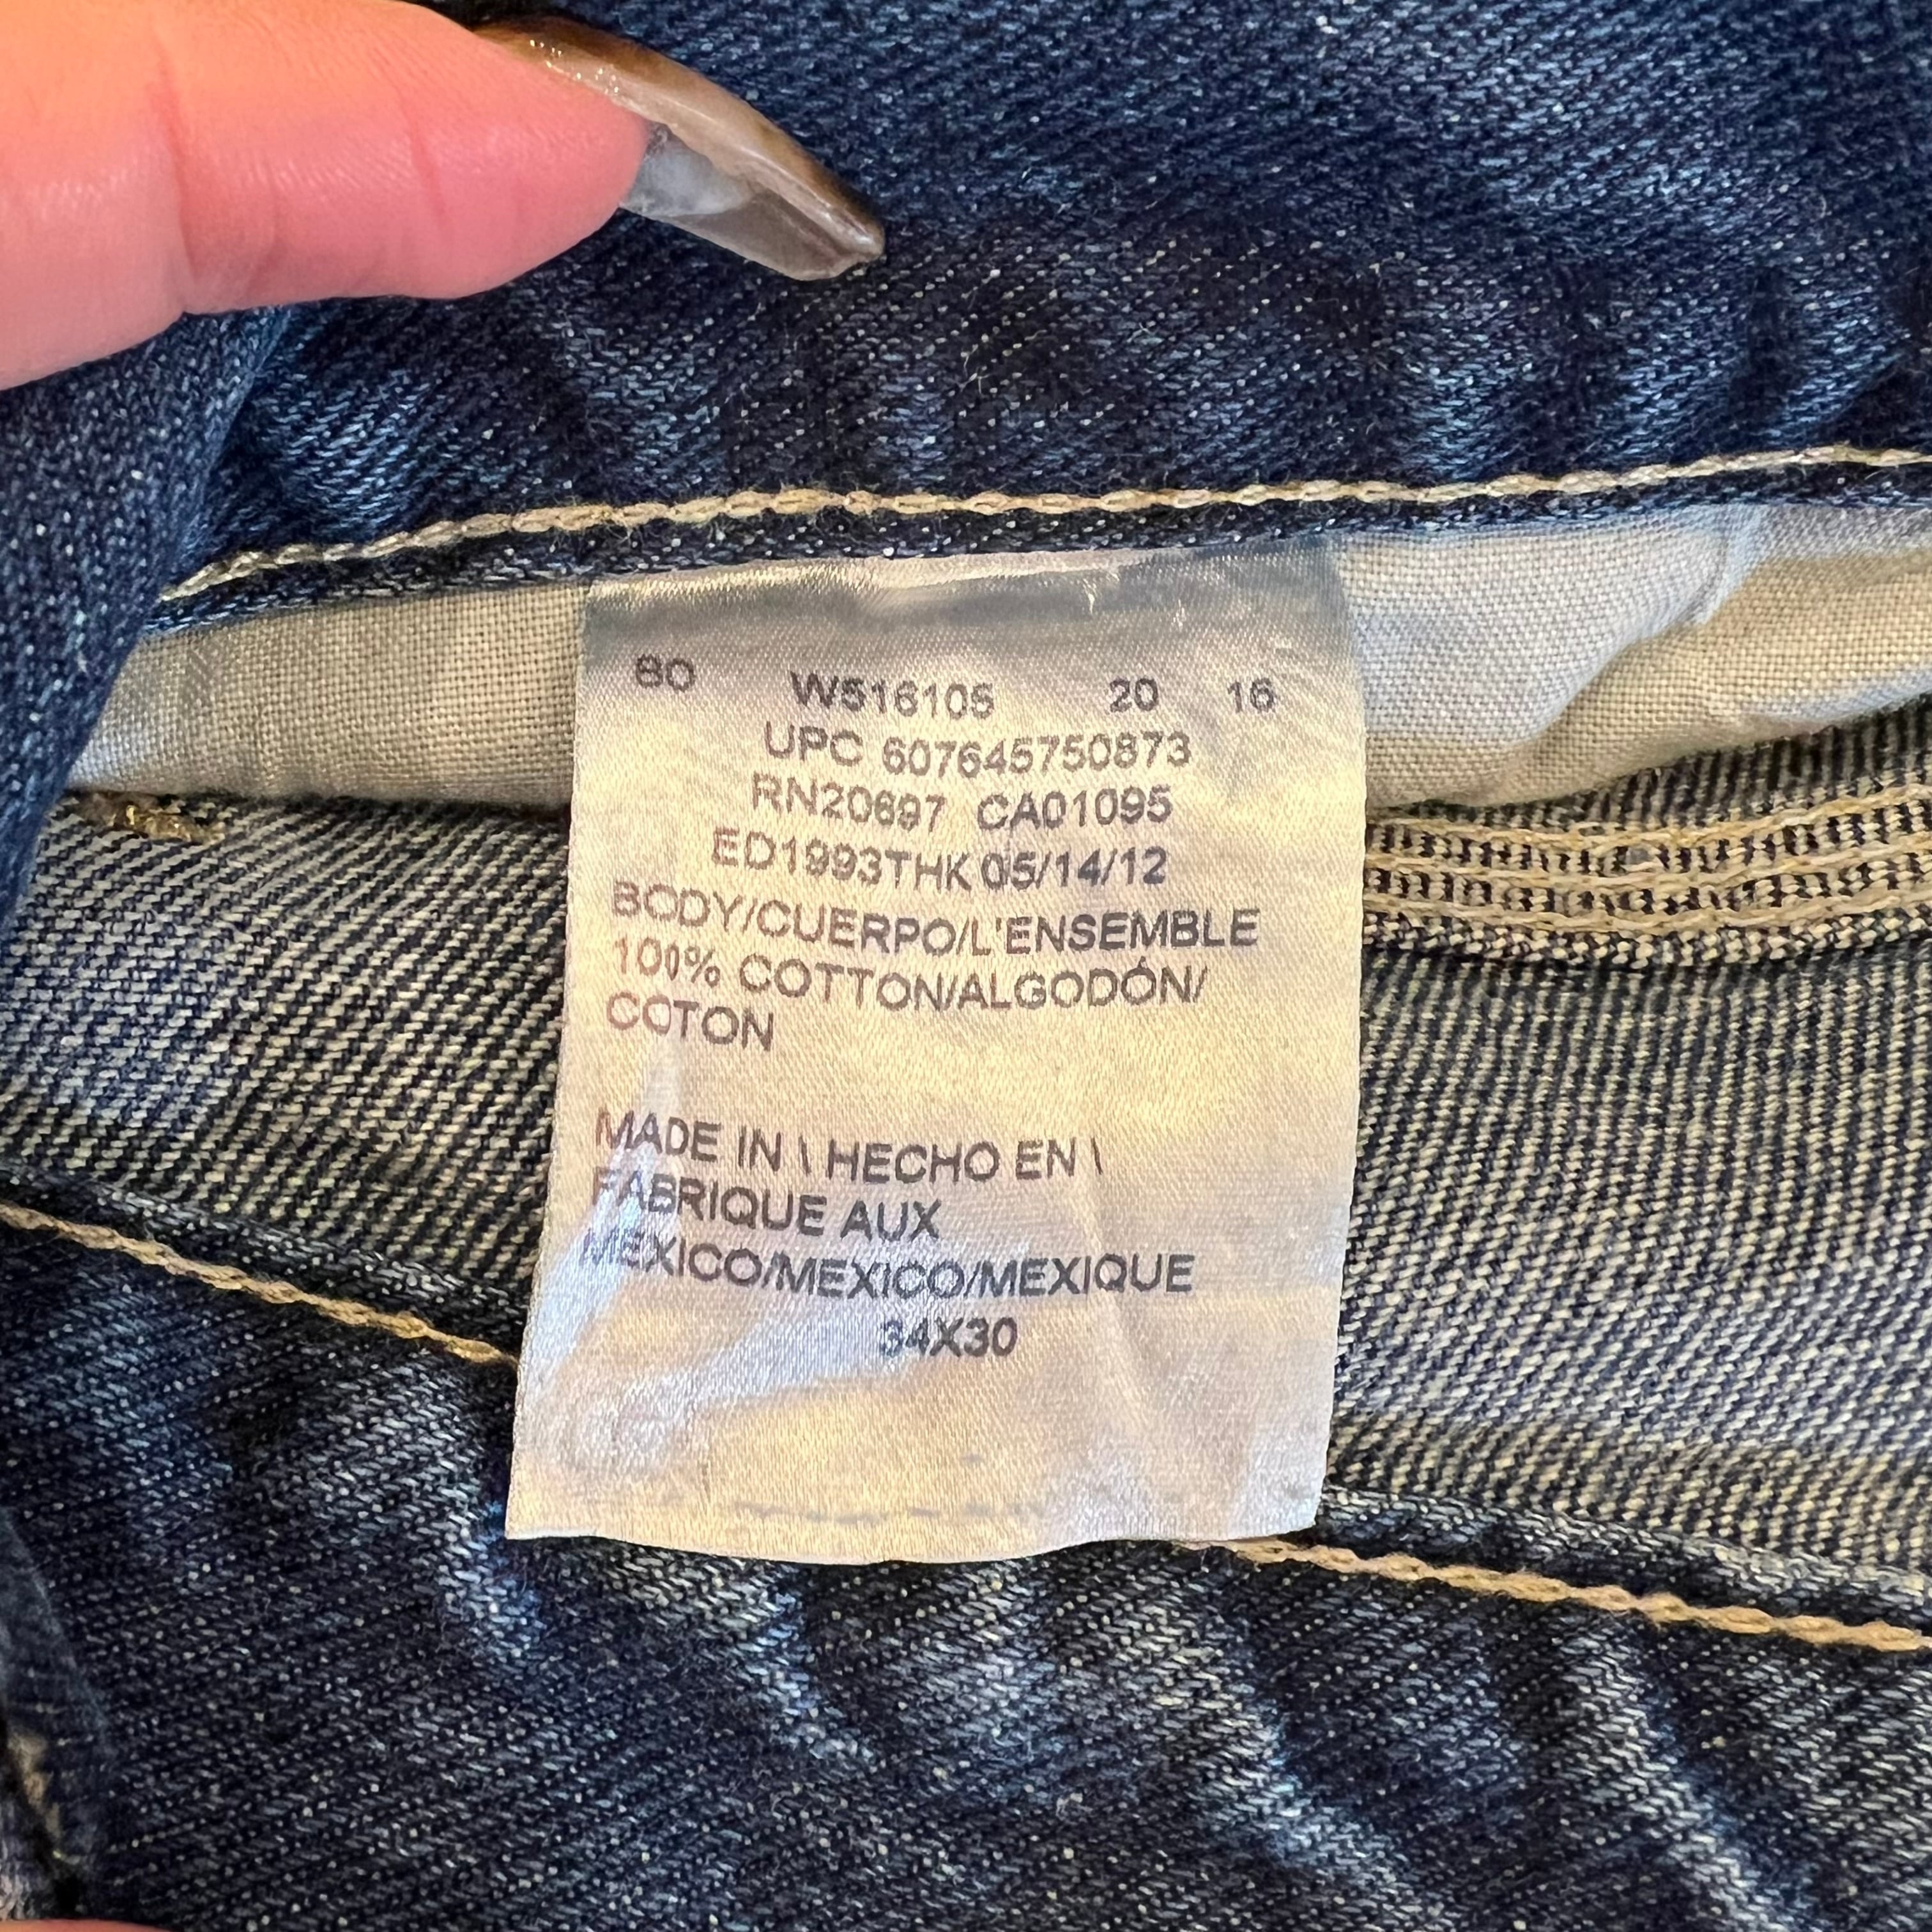 80 W516105 20 16
UPC 607645750873
RN20697 CA01095
ED1993THK 05/14/12
BODY/CUERPO/L'ENSEMBLE
100% COTTON/ALGODÓN/
COTON
MADE IN \ HECHO EN \
FABRIQUE AUX
MEXICO/MEXICO/MEXIQUE
34X30